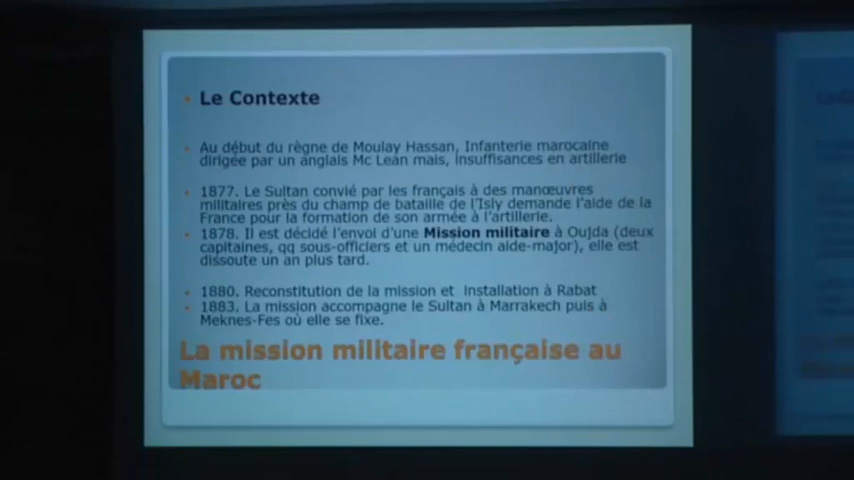 Le Contexte
Au début du règne de Moulay Hassan, Infanterie marocaine
dirigée par un anglais Mc Lean mais, insuffisances en artillerie
1877. Le Sultan convié par les français à des manœuvres
militaires près du champ de bataille de l'Isly demande l'aide de la
France pour la formation de son armée à l'artillerie.
1878. Il est décidé l'envoi d'une Mission militaire à Oujda (deux
capitaines, qq sous-officiers et un médecin aide-major), elle est
dissoute un an plus tard.
1880. Reconstitution de la mission et installation à Rabat
1883. La mission accompagne le Sultan à Marrakech puis à
Meknes-Fes où elle se fixe.
La mission militaire française au
Maroc